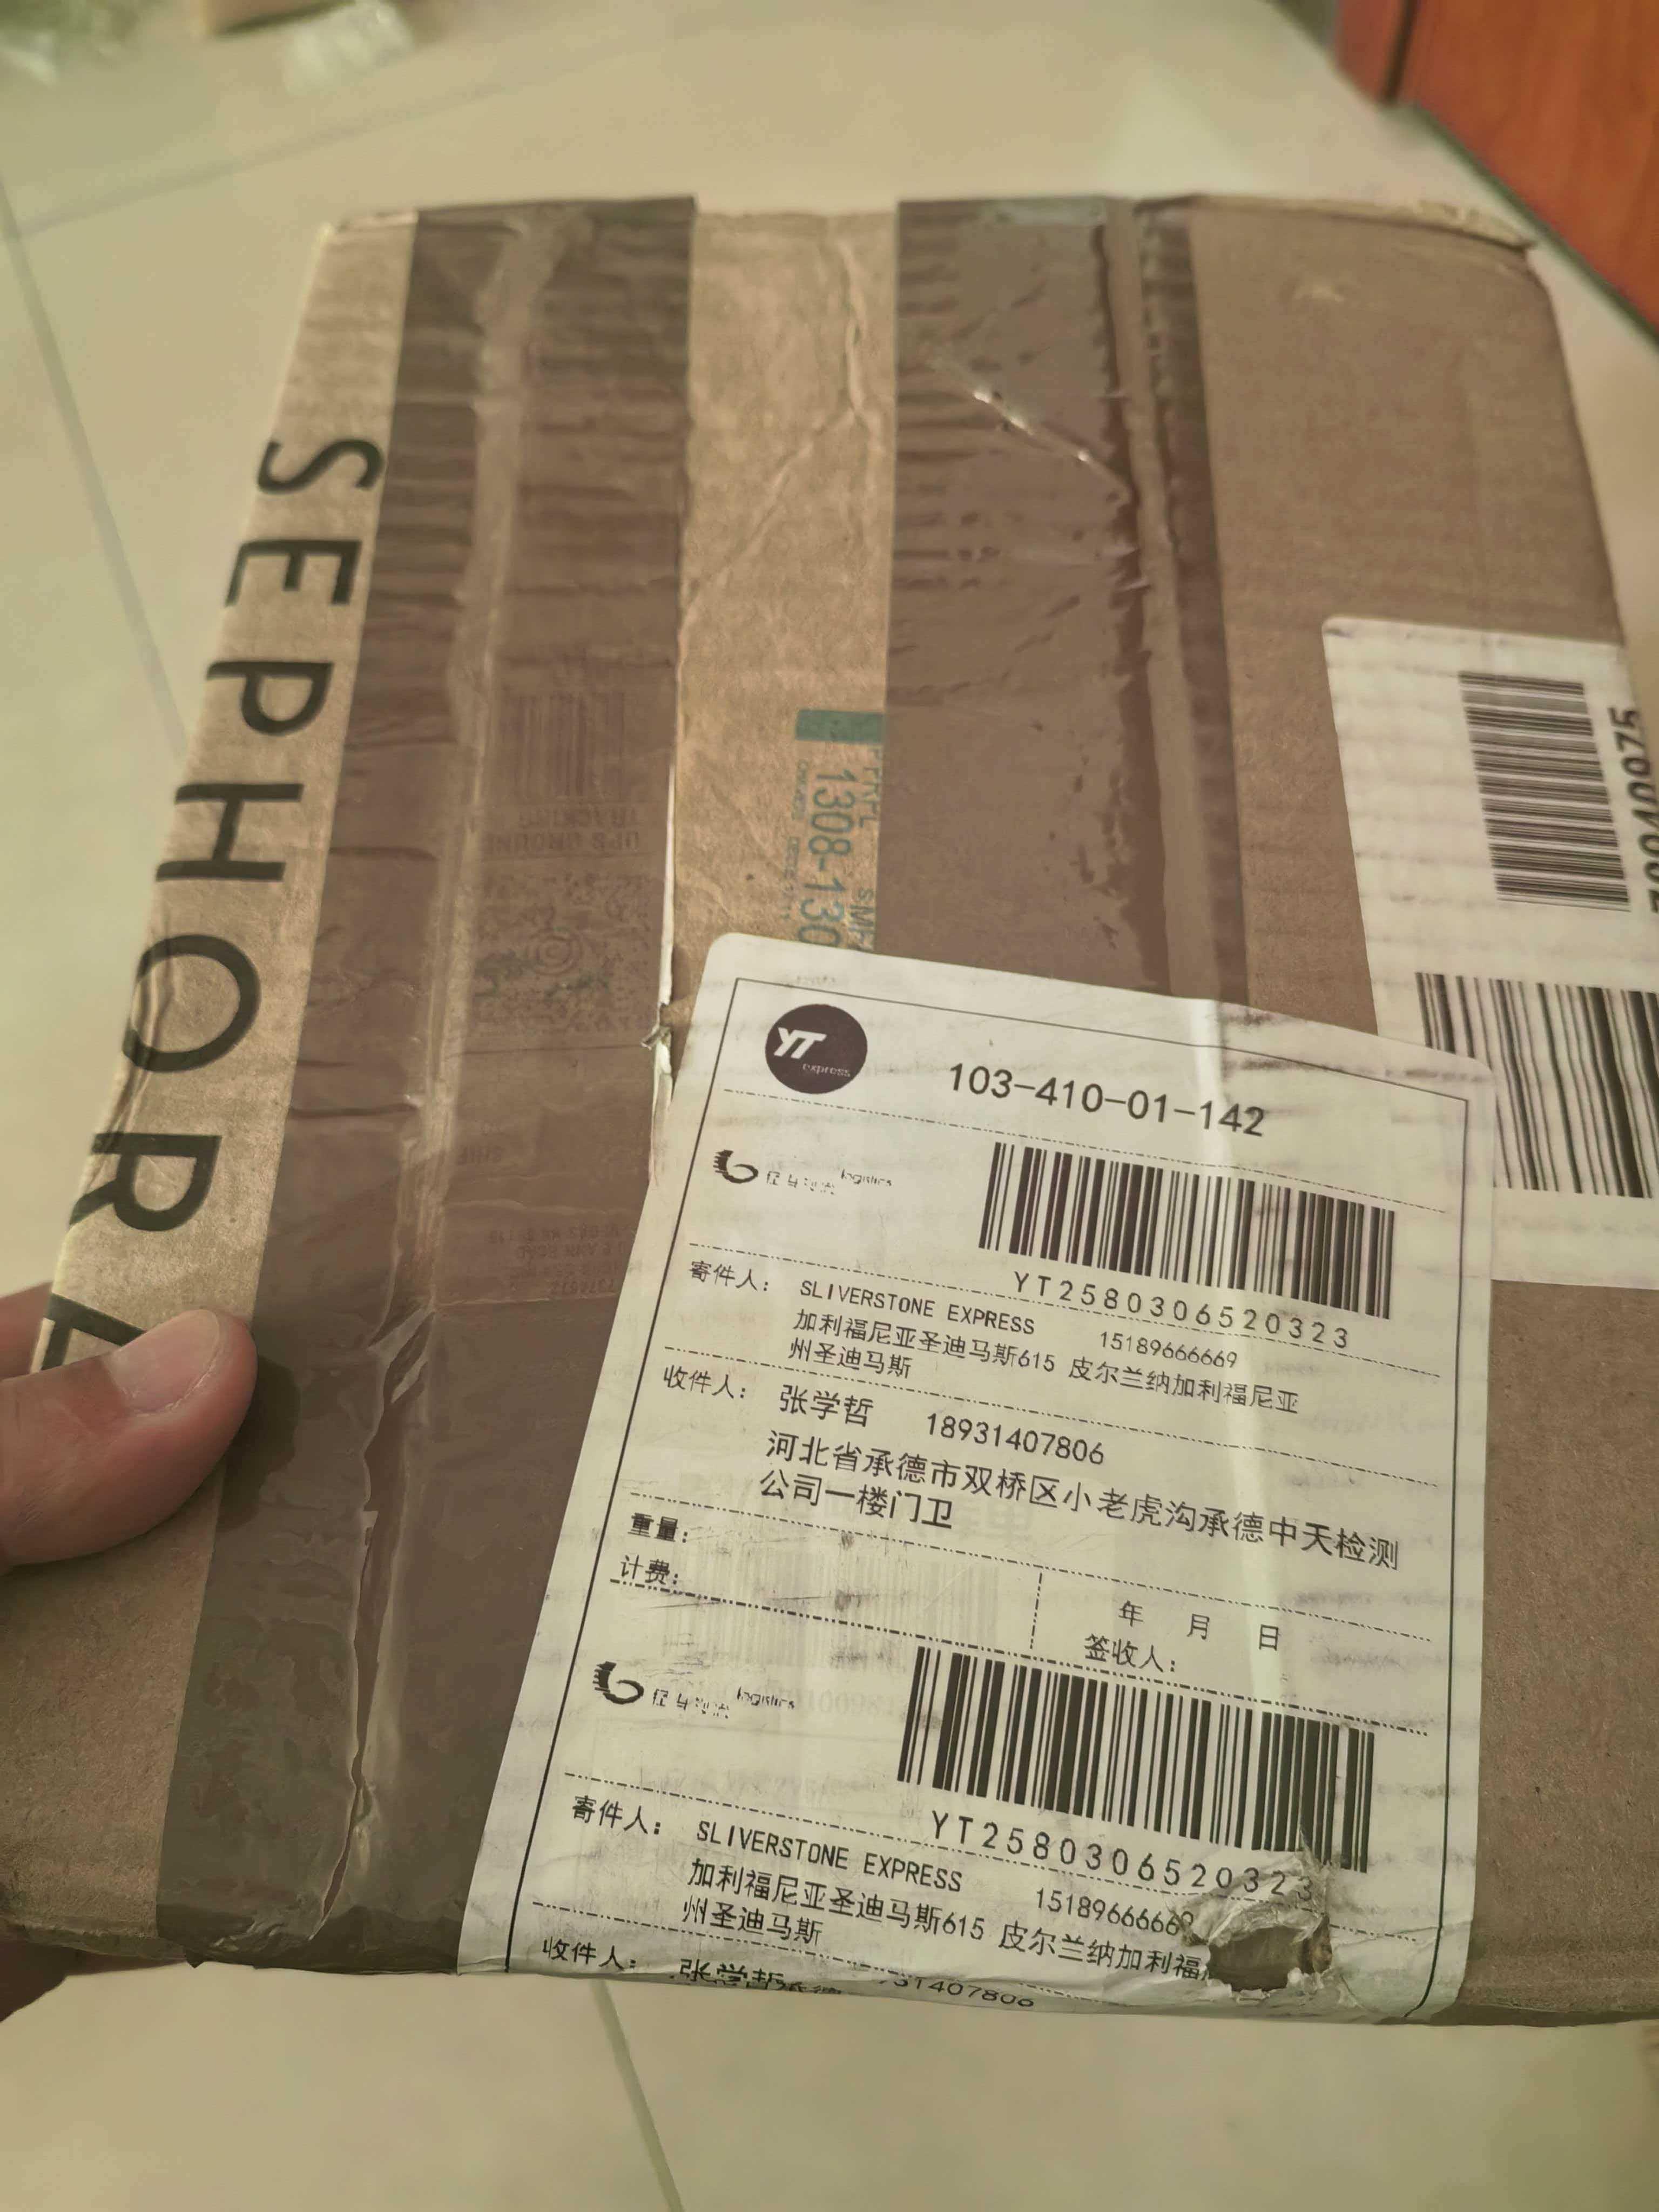 SEPHORA
1308-130
YT
express
103-410-01-142
logistics
YT2580306520323
寄件人: SLIVERSTONE EXPRESS 15189666669
加利福尼亚圣迪马斯615 皮尔兰纳加利福尼亚
州圣迪马斯
收件人: 张学哲 18931407806
河北省承德市双桥区小老虎沟承德中天检测
公司一楼门卫
重量:
计费:
年 月 日
签收人:
logistics
YT2580306520323
寄件人: SLIVERSTONE EXPRESS 15189666669
加利福尼亚圣迪马斯615 皮尔兰纳加利福
州圣迪马斯
收件人: 张学哲 31407806
UPS GROUND
TRACKING
SHIP